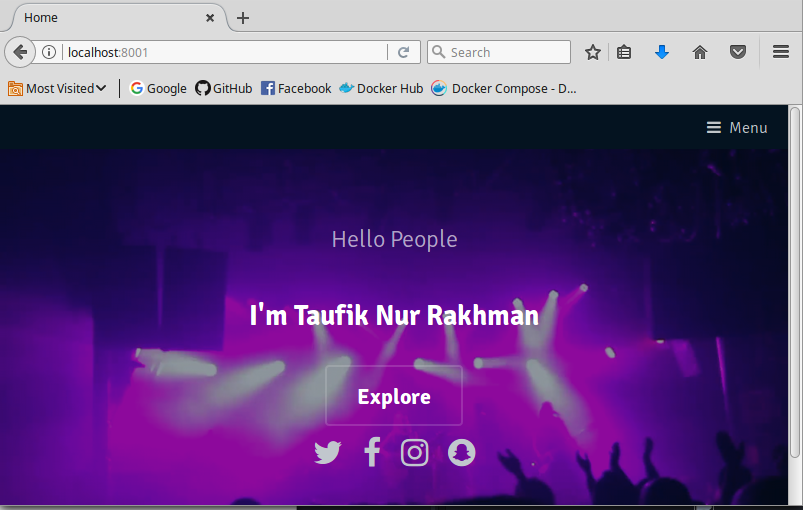 Home
localhost:8001
Search
Most Visited
Google
GitHub
Facebook
Docker Hub
Docker Compose - D...
Menu
Hello People
I'm Taufik Nur Rakhman
Explore